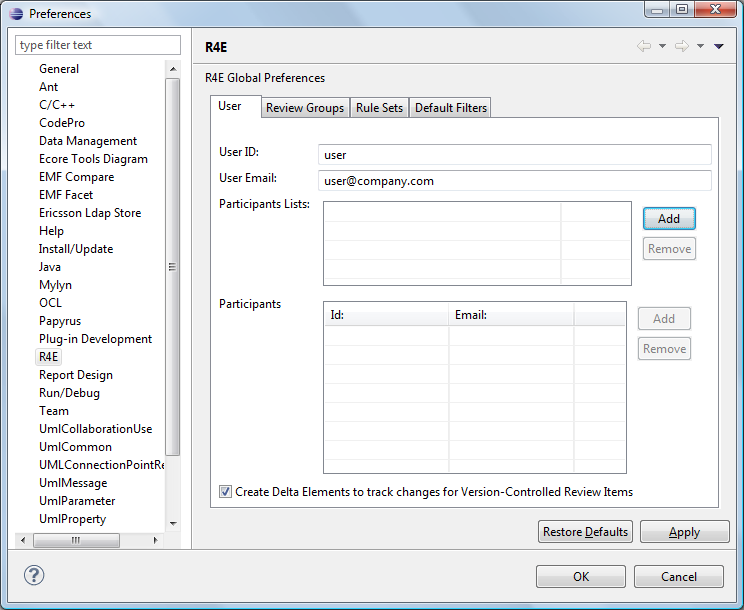 Preferences
type filter text
General
Ant
C/C++
CodePro
Data Management
Ecore Tools Diagram
EMF Compare
EMF Facet
Ericsson Ldap Store
Help
Install/Update
Java
Mylyn
OCL
Papyrus
Plug-in Development
R4E
Report Design
Run/Debug
Team
UmlCollaborationUse
UmlCommon
UMLConnectionPointRe
UmlMessage
UmlParameter
UmlProperty
R4E
R4E Global Preferences
User Review Groups Rule Sets Default Filters
User ID: user
User Email: user@company.com
Participants Lists: Add
Remove
Participants Id: Email: Add
Remove
Create Delta Elements to track changes for Version-Controlled Review Items
Restore Defaults Apply
? OK Cancel